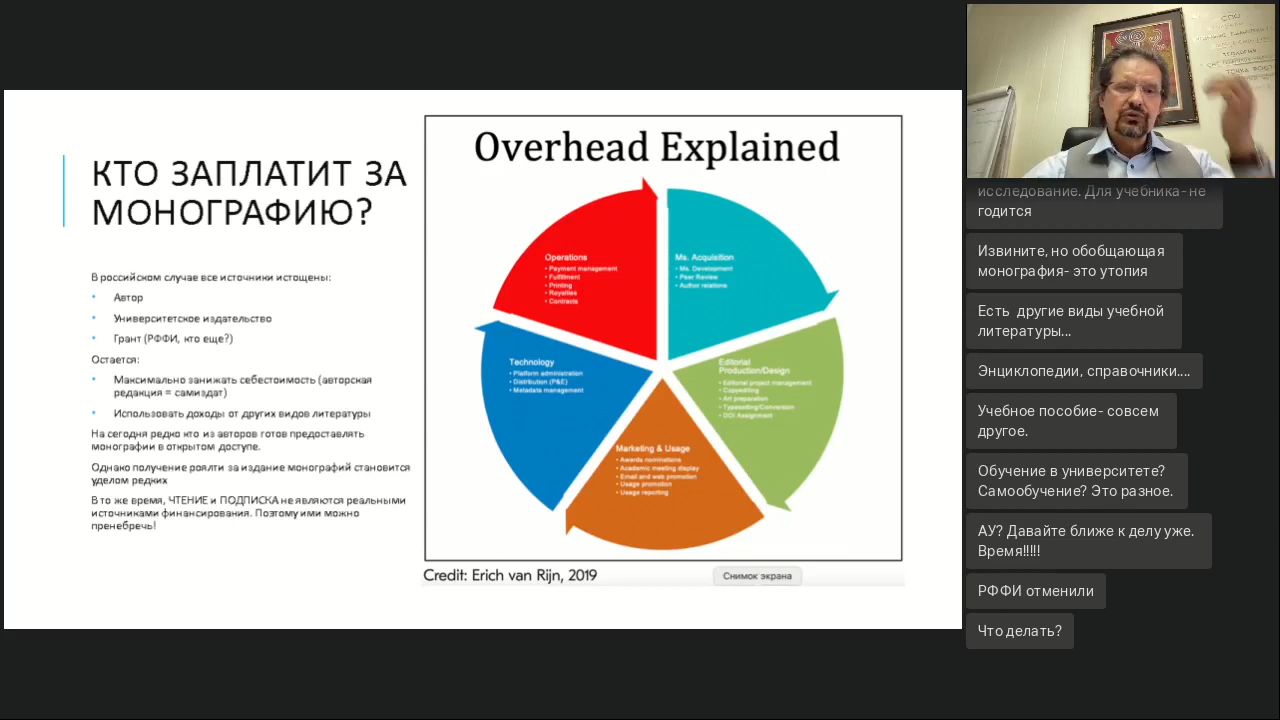 КТО ЗАПЛАТИТ ЗА
МОНОГРАФИЮ?
В российском случае все источники истощены:
• Автор
• Университетское издательство
• Грант (РФФИ, кто еще?)
Остается:
• Максимально занижать себестоимость (авторская
редакция = самиздат)
• Использовать доходы от других видов литературы
На сегодня редко кто из авторов готов предоставлять
монографии в открытом доступе.
Однако получение роялти за издание монографий становится
уделом редких
В то же время, ЧТЕНИЕ и ПОДПИСКА не являются реальными
источниками финансирования. Поэтому ими можно
пренебречь!
Overhead Explained
Operations
• Payment management
• Fulfillment
• Printing
• Royalties
• Contracts
Ms. Acquisition
• Ms. Development
• Peer Review
• Author relations
Technology
• Platform administration
• Distribution (P&E)
• Metadata management
Editorial
Production/Design
• Editorial project management
• Copyediting
• Art preparation
• Typesetting/Conversion
• DOI Assignment
Marketing & Usage
• Awards nominations
• Academic meeting display
• Email and web promotion
• Usage promotion
• Usage reporting
Credit: Erich van Rijn, 2019
Снимок экрана
СПО
ТЕОЛОГИЯ
ТОЧКА РОСТА
исследование. Для учебника- не
годится
Извините, но обобщающая
монография- это утопия
Есть другие виды учебной
литературы...
Энциклопедии, справочники....
Учебное пособие- совсем
другое.
Обучение в университете?
Самообучение? Это разное.
АУ? Давайте ближе к делу уже.
Время!!!!!
РФФИ отменили
Что делать?